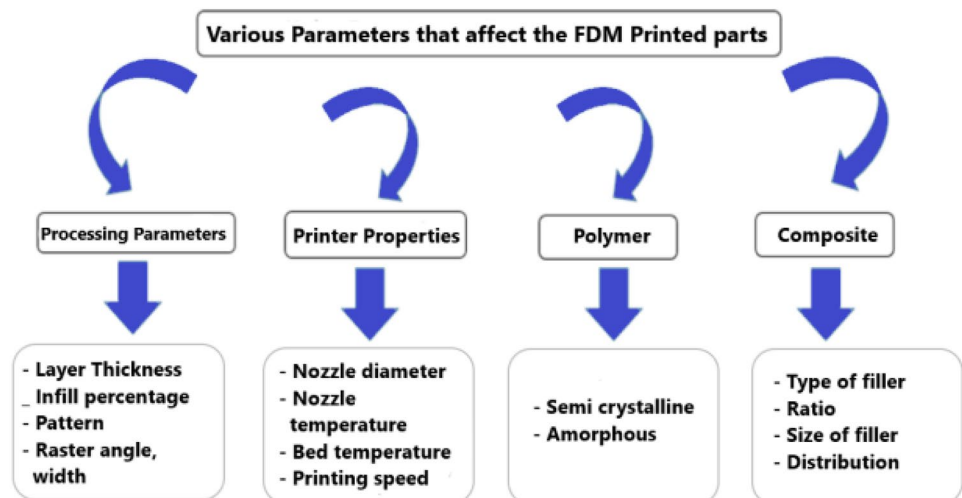 Various Parameters that affect the FDM Printed parts
Processing Parameters
Printer Properties
Polymer
Composite
- Layer Thickness
_ Infill percentage
- Pattern
- Raster angle,
width
- Nozzle diameter
- Nozzle
temperature
- Bed temperature
- Printing speed
- Semi crystalline
- Amorphous
- Type of filler
- Ratio
- Size of filler
- Distribution